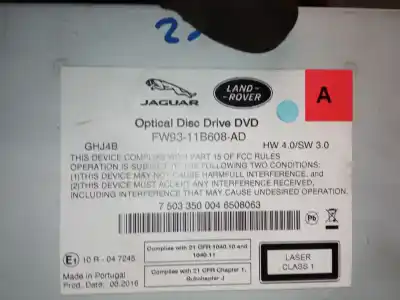 JAGUAR
LAND-
ROVER
A
Optical Disc Drive DVD
FW93-11B608-AD
GHJ4B
HW 4.0/SW 3.0
THIS DEVICE COMPLIES WITH PART 15 OF FCC RULES
OPERATION IS SUBJECT TO THE FOLLOWING TWO CONDITIONS:
(1)THIS DEVICE MAY NOT CAUSE HARMFULL INTERFERENCE, and
(2)THIS DEVICE MUST ACCEPT ANY INTERFERENCE RECEIVED,
INCLUDING INTERFERENCE THAT MAY CAUSE UNDESIRED OPERATION.
7 503 350 004 6508063
Pb
E1 10 R - 04 7245
Complies with 21 CFR 1040.10 and
1040.11
LASER
CLASS 1
Made in Portugal
Prod. Date: 08.2016
Complies with 21 CFR Chapter 1,
Subchapter J